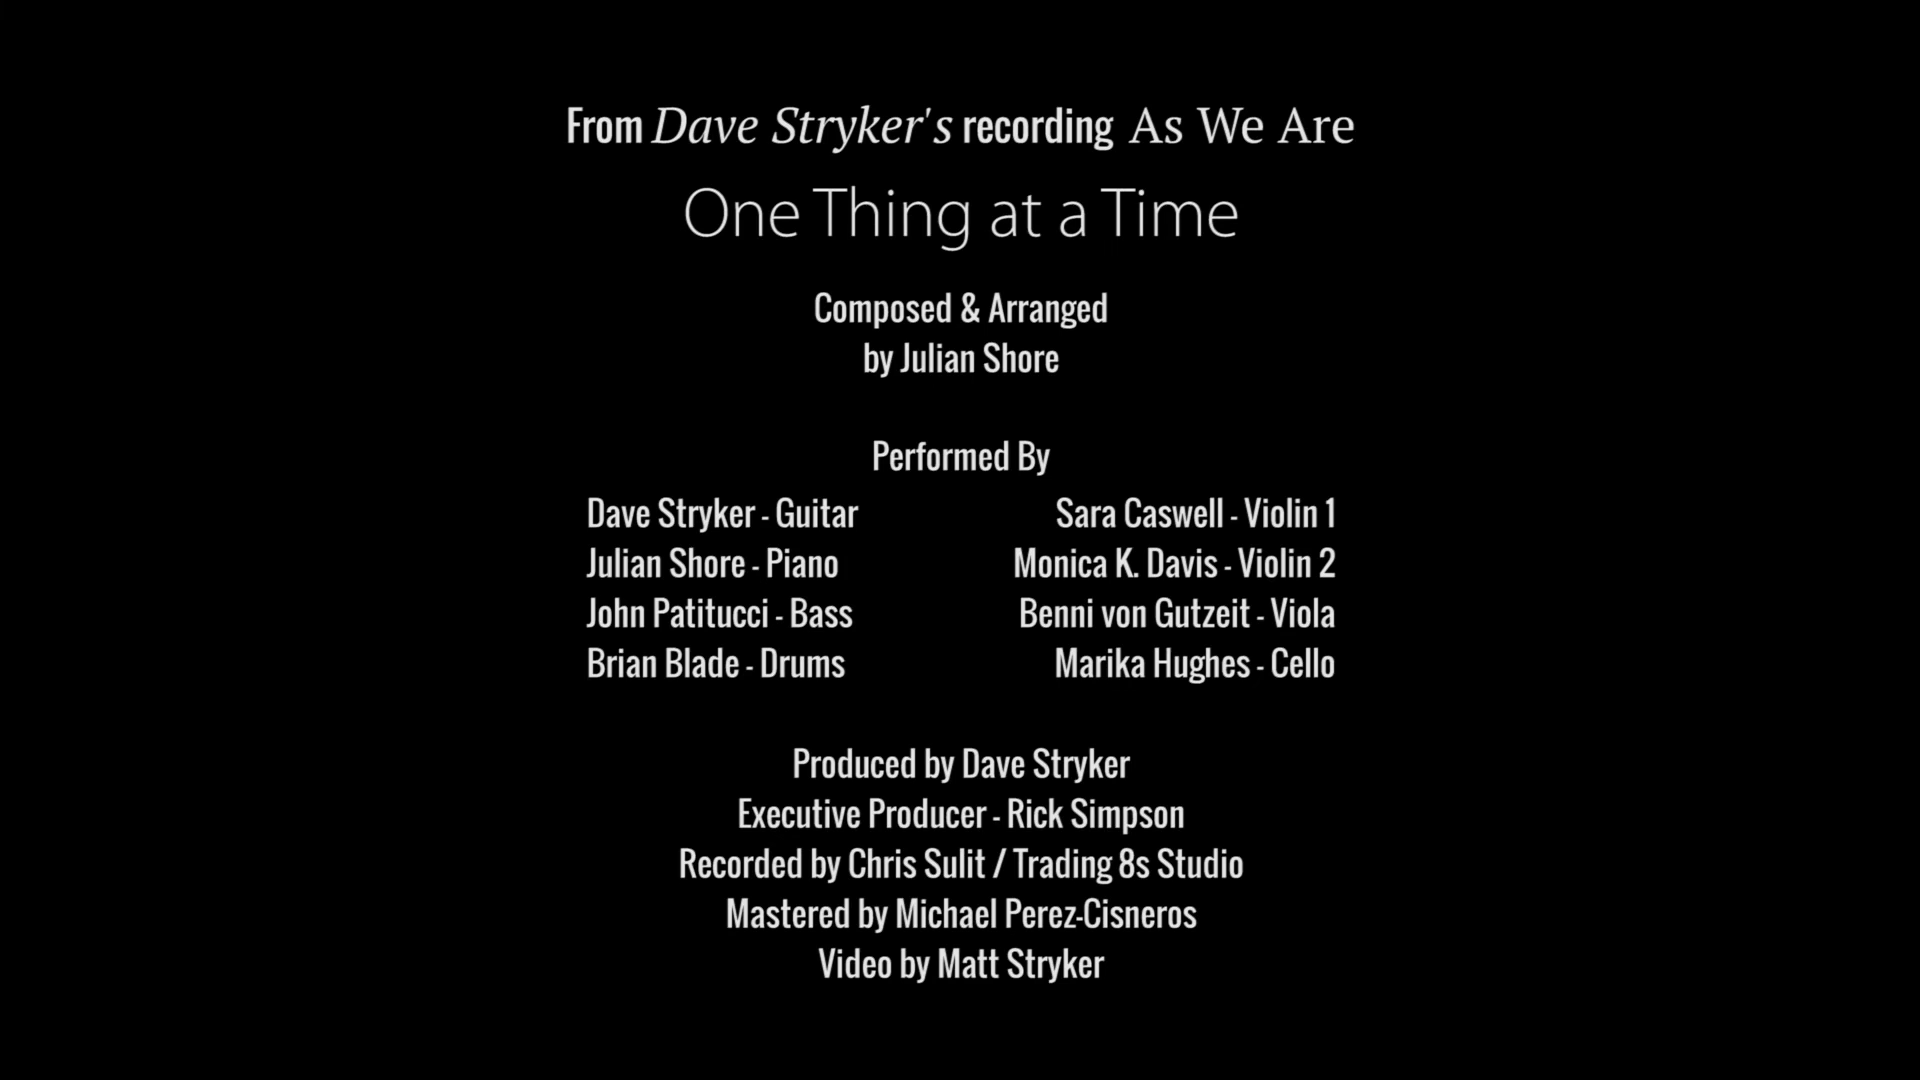 From Dave Stryker's recording As We Are
One Thing at a Time
Composed & Arranged
by Julian Shore
Performed By
Dave Stryker - Guitar
Julian Shore - Piano
John Patitucci - Bass
Brian Blade - Drums
Sara Caswell - Violin 1
Monica K. Davis - Violin 2
Benni von Gutzeit - Viola
Marika Hughes - Cello
Produced by Dave Stryker
Executive Producer - Rick Simpson
Recorded by Chris Sulit / Trading 8s Studio
Mastered by Michael Perez-Cisneros
Video by Matt Stryker